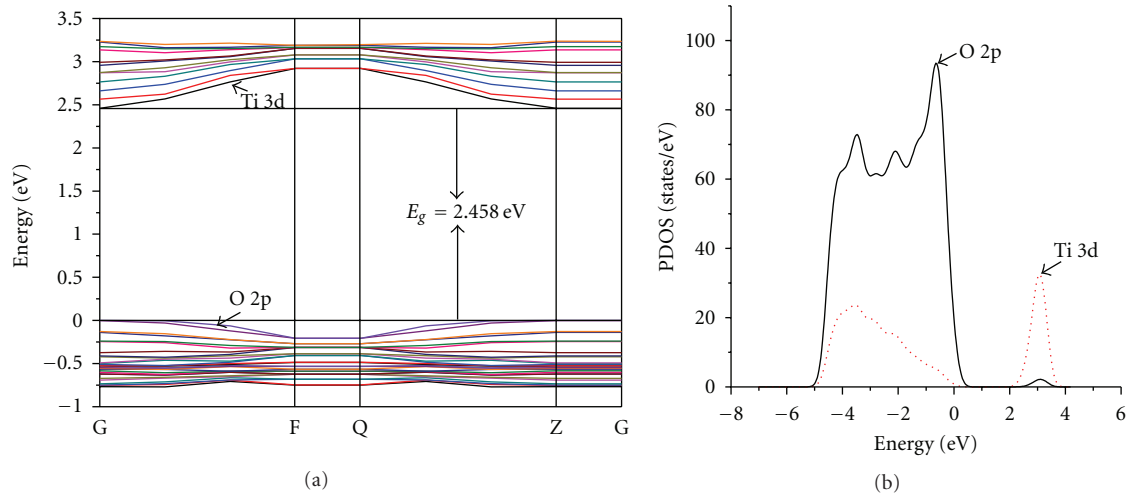 3.5
3
2.5
2
1.5
1
0.5
0
−0.5
−1
Energy (eV)
Ti 3d
E_g = 2.458 eV
O 2p
G F Q Z G
(a)
100
80
60
40
20
0
PDOS (states/eV)
O 2p
Ti 3d
−8 −6 −4 −2 0 2 4 6
Energy (eV)
(b)